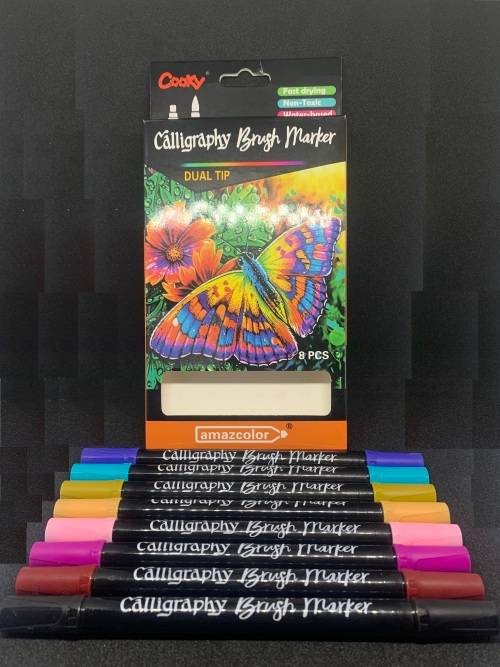 Cooky®
Fast drying
Non-Toxic
Water-based
Calligraphy Brush Marker
DUAL TIP
8 PCS
amazcolor®
Calligraphy Brush Marker
Calligraphy Brush Marker
Calligraphy Brush Marker
Calligraphy Brush Marker
Calligraphy Brush Marker
Calligraphy Brush Marker
Calligraphy Brush Marker
Calligraphy Brush Marker